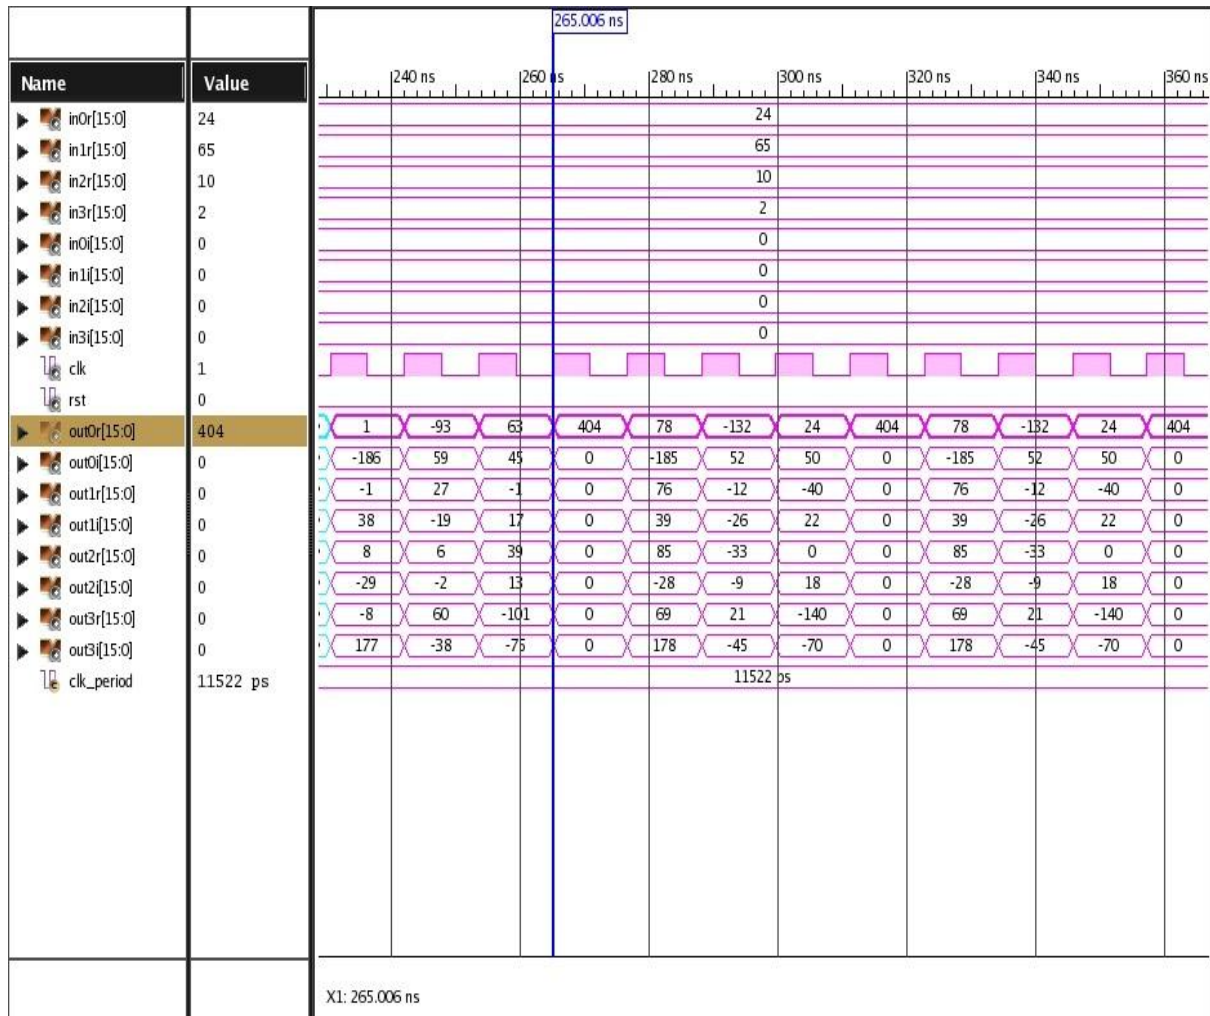 265.006 ns
Name Value 240 ns 260 ns 280 ns 300 ns 320 ns 340 ns 360 ns
in0r[15:0] 24 24
in1r[15:0] 65 65
in2r[15:0] 10 10
in3r[15:0] 2 2
in0i[15:0] 0 0
in1i[15:0] 0 0
in2i[15:0] 0 0
in3i[15:0] 0 0
clk 1
rst 0
out0r[15:0] 404 1 -93 63 404 78 -132 24 404 78 -132 24 404
out0i[15:0] 0 -186 59 45 0 -185 52 50 0 -185 52 50 0
out1r[15:0] 0 -1 27 -1 0 76 -12 -40 0 76 -12 -40 0
out1i[15:0] 0 38 -19 17 0 39 -26 22 0 39 -26 22 0
out2r[15:0] 0 8 6 39 0 85 -33 0 0 85 -33 0 0
out2i[15:0] 0 -29 -2 13 0 -28 -9 18 0 -28 -9 18 0
out3r[15:0] 0 -8 60 -101 0 69 21 -140 0 69 21 -140 0
out3i[15:0] 0 177 -38 -75 0 178 -45 -70 0 178 -45 -70 0
clk_period 11522 ps 11522 ps
X1: 265.006 ns